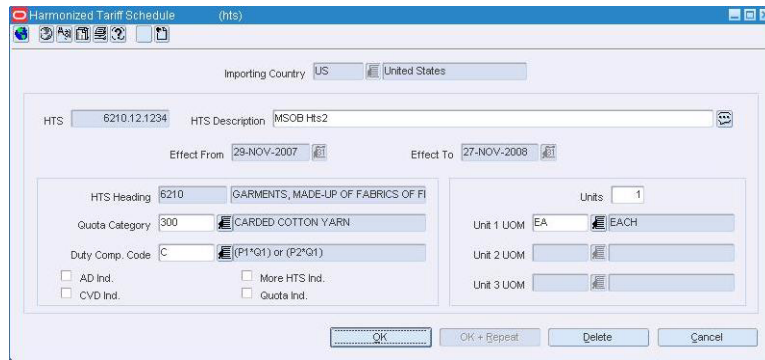 Harmonized Tariff Schedule (hts)
Importing Country US United States
HTS 6210.12.1234 HTS Description MSOB Hts2
Effect From 29-NOV-2007 Effect To 27-NOV-2008
HTS Heading 6210 GARMENTS, MADE-UP OF FABRICS OF
Units 1
Quota Category 300 CARDED COTTON YARN
Unit 1 UOM EA EACH
Duty Comp. Code C (P1*Q1) or (P2*Q1)
Unit 2 UOM
AD Ind. More HTS Ind.
Unit 3 UOM
CVD Ind. Quota Ind.
OK OK + Repeat Delete Cancel